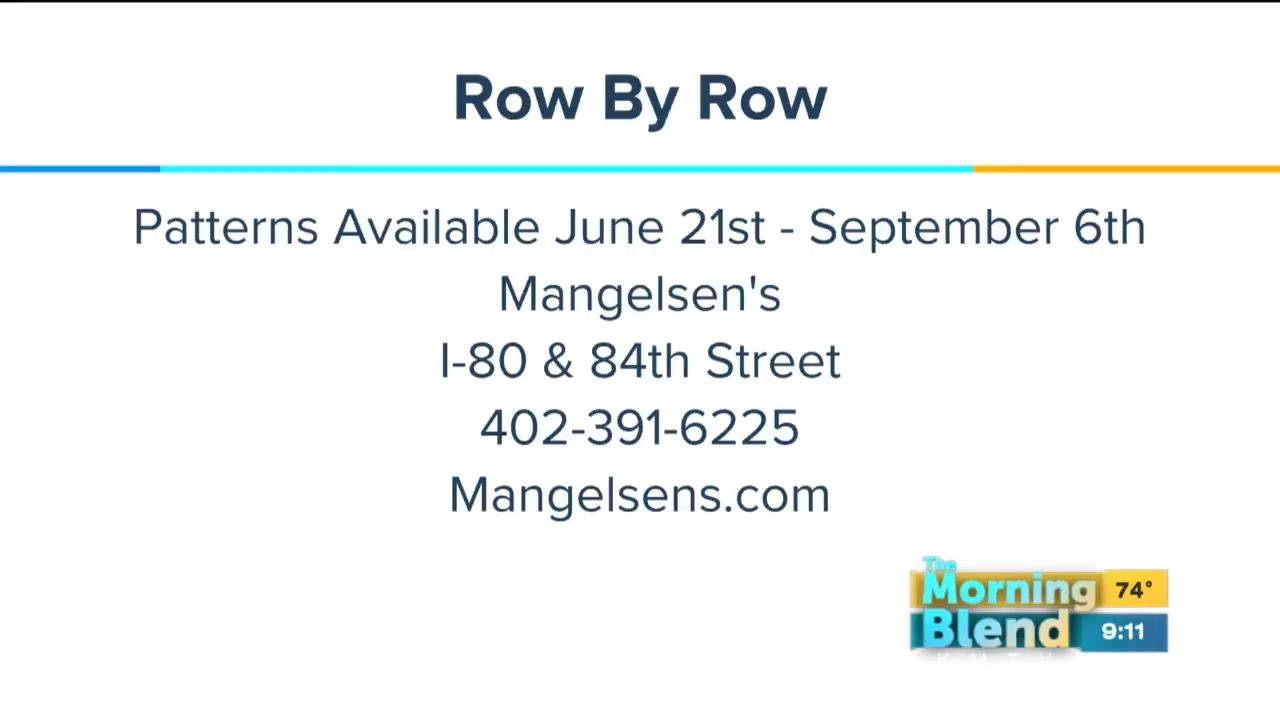 Row By Row
Patterns Available June 21st - September 6th
Mangelsen's
I-80 & 84th Street
402-391-6225
Mangelsens.com
The
Morning 74°
Blend 9:11
KMTV